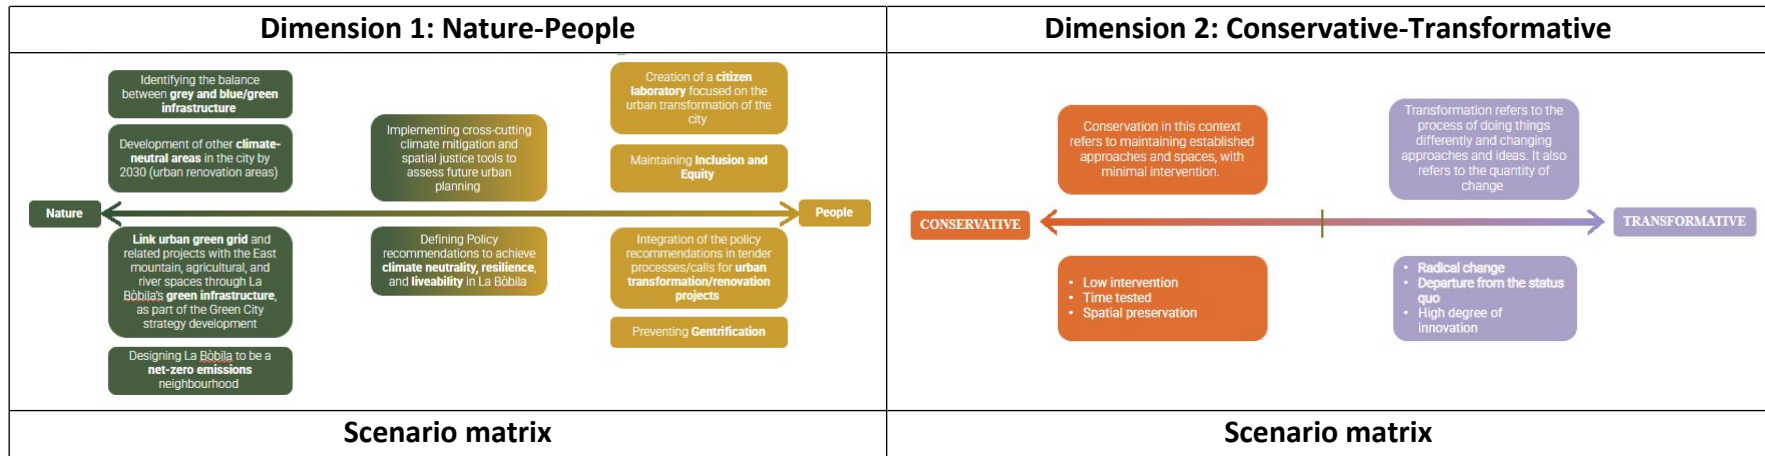 Dimension 1: Nature-People
Identifying the balance
between grey and blue/green
infrastructure
Development of other climate-
neutral areas in the city by
2030 (urban renovation areas)
Implementing cross-cutting
climate mitigation and
spatial justice tools to
assess future urban
planning
Creation of a citizen
laboratory focused on the
urban transformation of the
city
Maintaining Inclusion and
Equity
Nature
People
Link urban green grid and
related projects with the East
mountain, agricultural, and
river spaces through La
Bòbila's green infrastructure,
as part of the Green City
strategy development
Designing La Bòbila to be a
net-zero emissions
neighbourhood
Defining Policy
recommendations to achieve
climate neutrality, resilience,
and liveability in La Bòbila
Integration of the policy
recommendations in tender
processes/calls for urban
transformation/renovation
projects
Preventing Gentrification
Scenario matrix
Dimension 2: Conservative-Transformative
Conservation in this context
refers to maintaining established
approaches and spaces, with
minimal intervention.
Transformation refers to the
process of doing things
differently and changing
approaches and ideas. It also
refers to the quantity of
change
CONSERVATIVE
TRANSFORMATIVE
• Low intervention
• Time tested
• Spatial preservation
• Radical change
• Departure from the status
quo
• High degree of
innovation
Scenario matrix